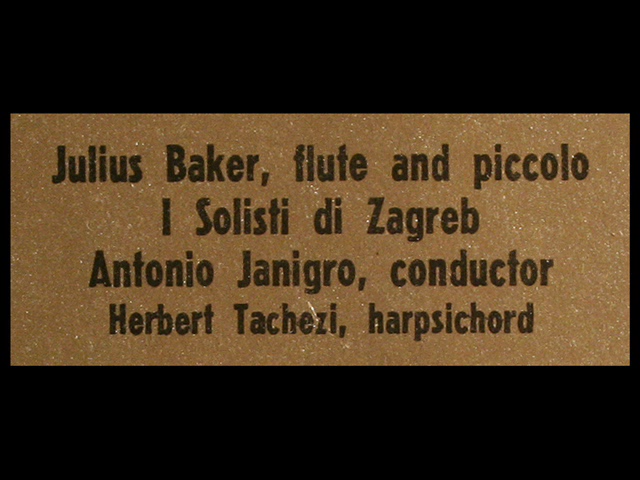 Julius Baker, flute and piccolo
I Solisti di Zagreb
Antonio Janigro, conductor
Herbert Tachezi, harpsichord